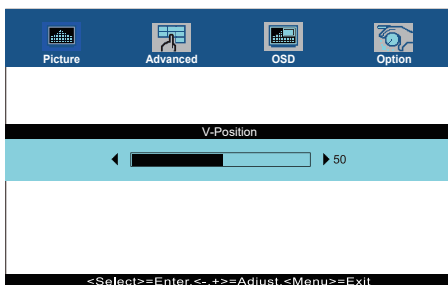 Picture Advanced OSD Option
V-Position
50
<Select>=Enter,<-,+>=Adjust,<Menu>=Exit